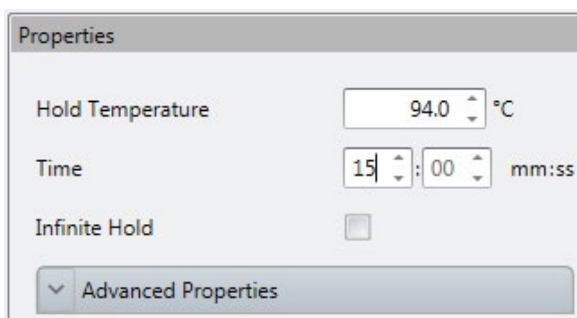 Properties
Hold Temperature 94.0 °C
Time 15 : 00 mm:ss
Infinite Hold
Advanced Properties